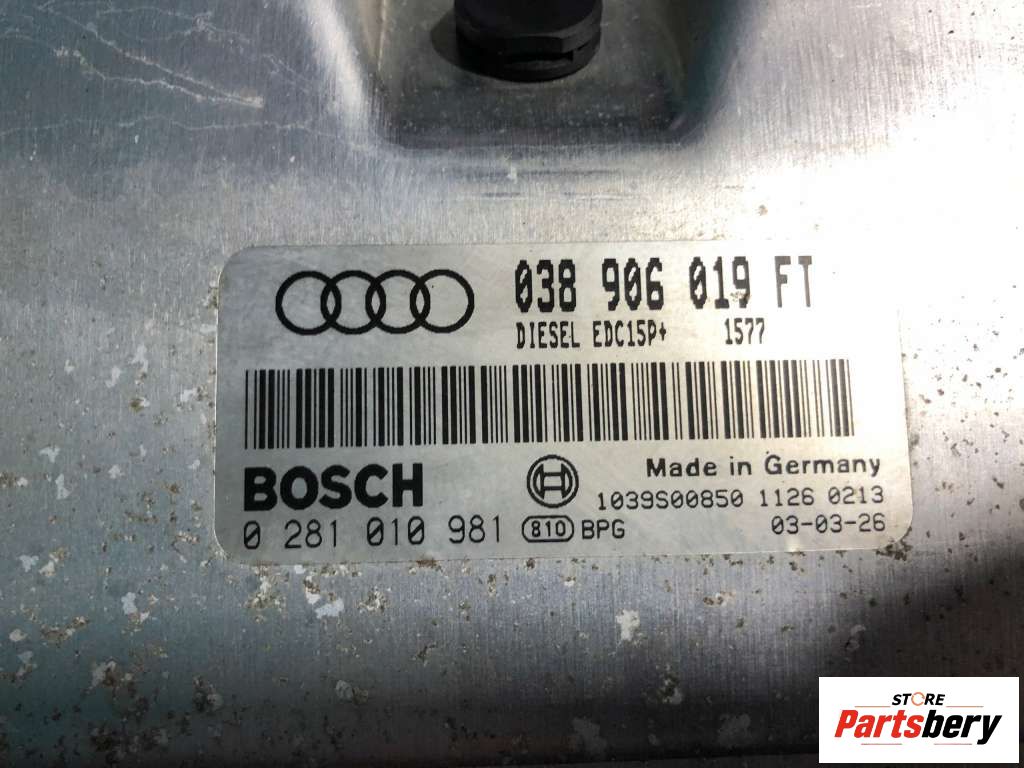 038 906 019 FT
DIESEL EDC15P+ 1577
BOSCH
Made in Germany
1039S00850 1126 0213
0 281 010 981 810 BPG 03-03-26
STORE
Partsbery